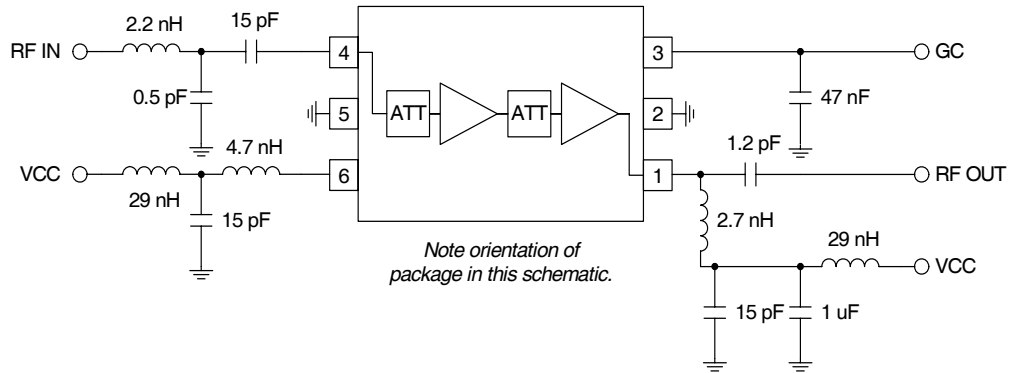 2.2 nH
15 pF
RF IN
4
3
GC
0.5 pF
5
ATT
ATT
2
47 nF
4.7 nH
1.2 pF
VCC
6
1
RF OUT
29 nH
15 pF
2.7 nH
29 nH
Note orientation of
package in this schematic.
VCC
15 pF
1 uF